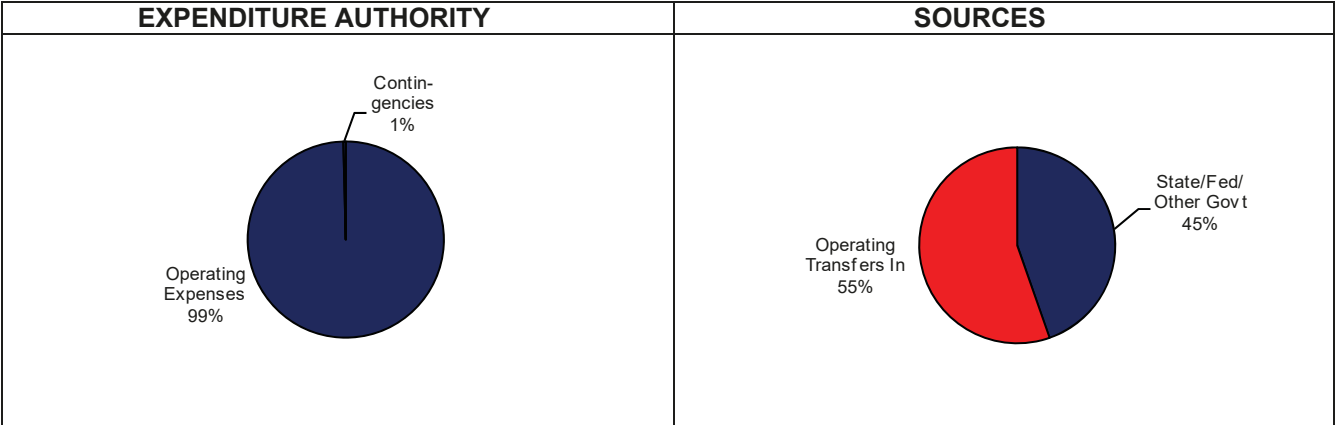 EXPENDITURE AUTHORITY
Contin-
gencies
1%
Operating
Expenses
99%
SOURCES
State/Fed/
Other Govt
45%
Operating
Transfers In
55%